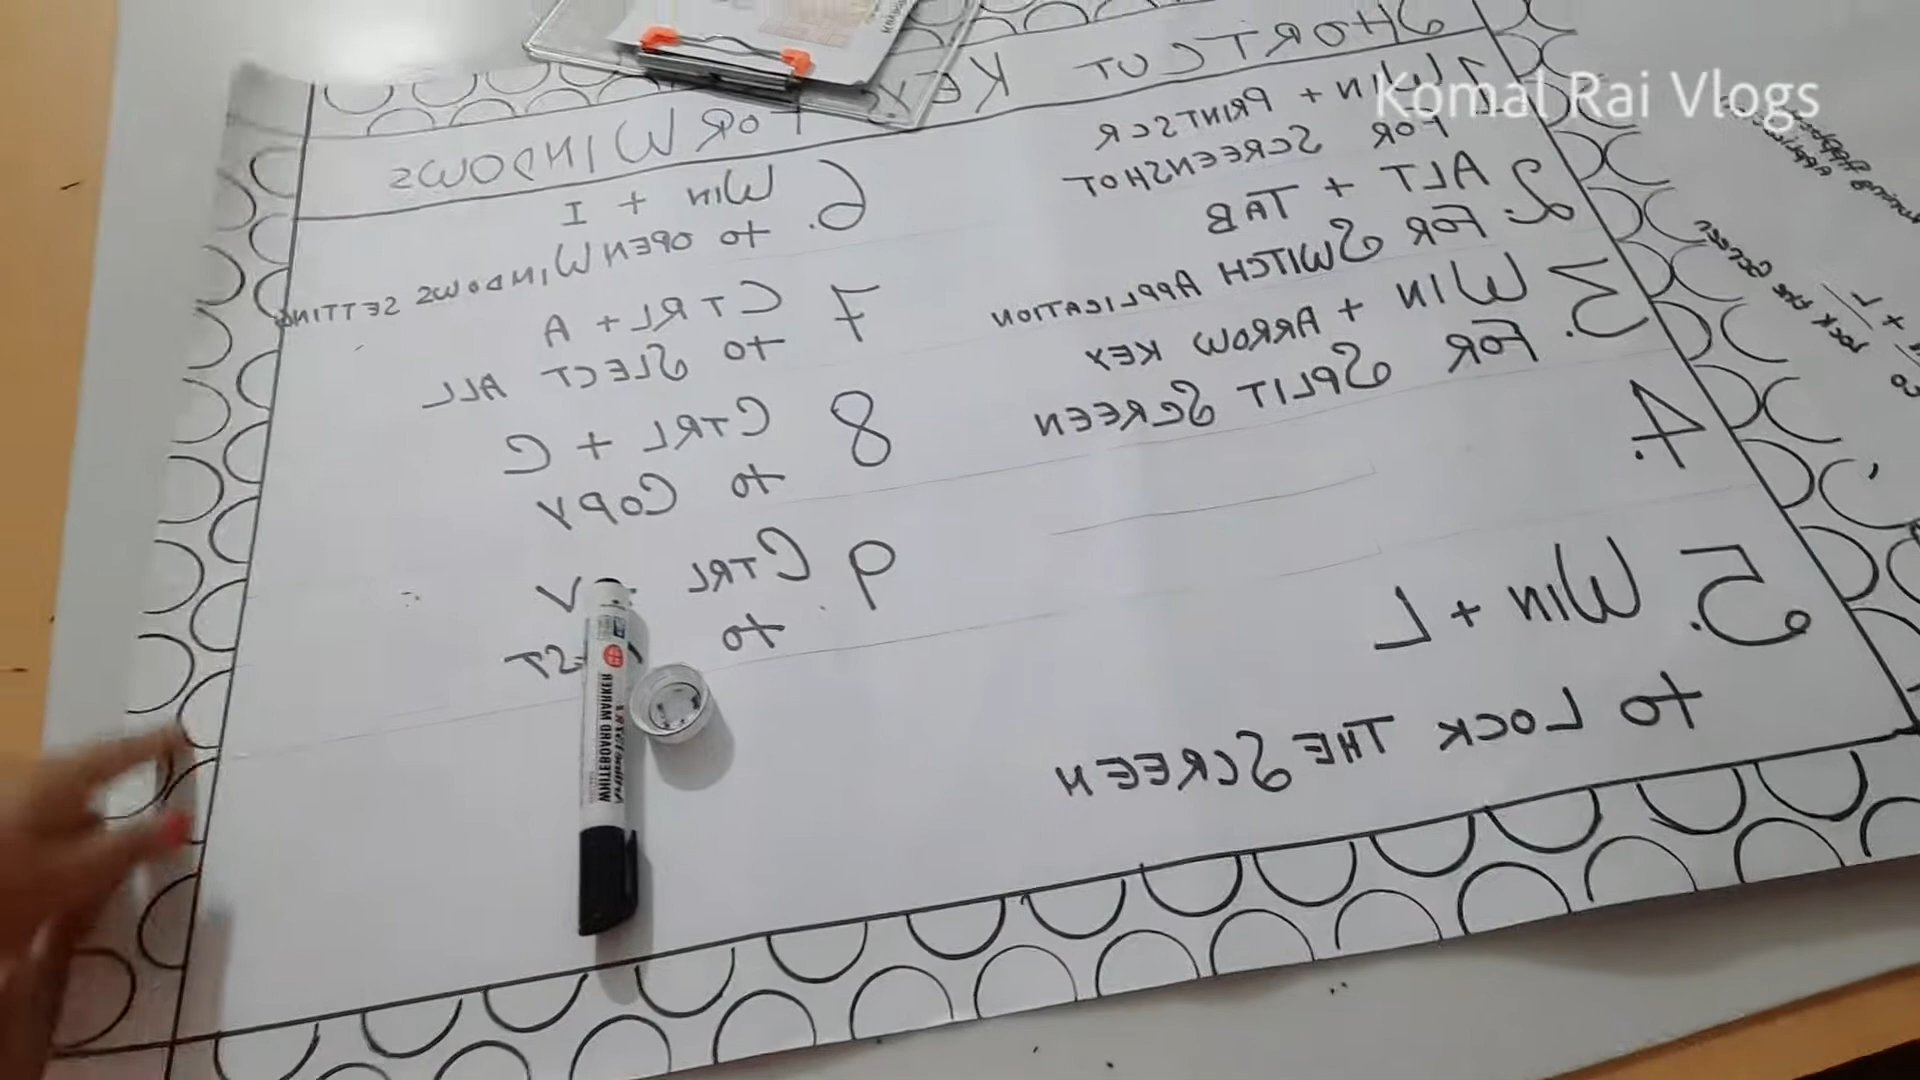 Komal Rai Vlogs
SHORTCUT KEY FOR WINDOWS
1. WIN + PRINTSCR
FOR SCREENSHOT
2. ALT + TAB
FOR SWITCH APPLICATION
3. WIN + ARROW KEY
FOR SPLIT SCREEN
4.
5. WIN + L
to LOCK THE SCREEN
6. WIN + I
to OPEN WINDOWS SETTING
7 CTRL + A
to SLECT ALL
8 CTRL + C
to COPY
9. CTRL V
to
WHITEBOARD MARKER